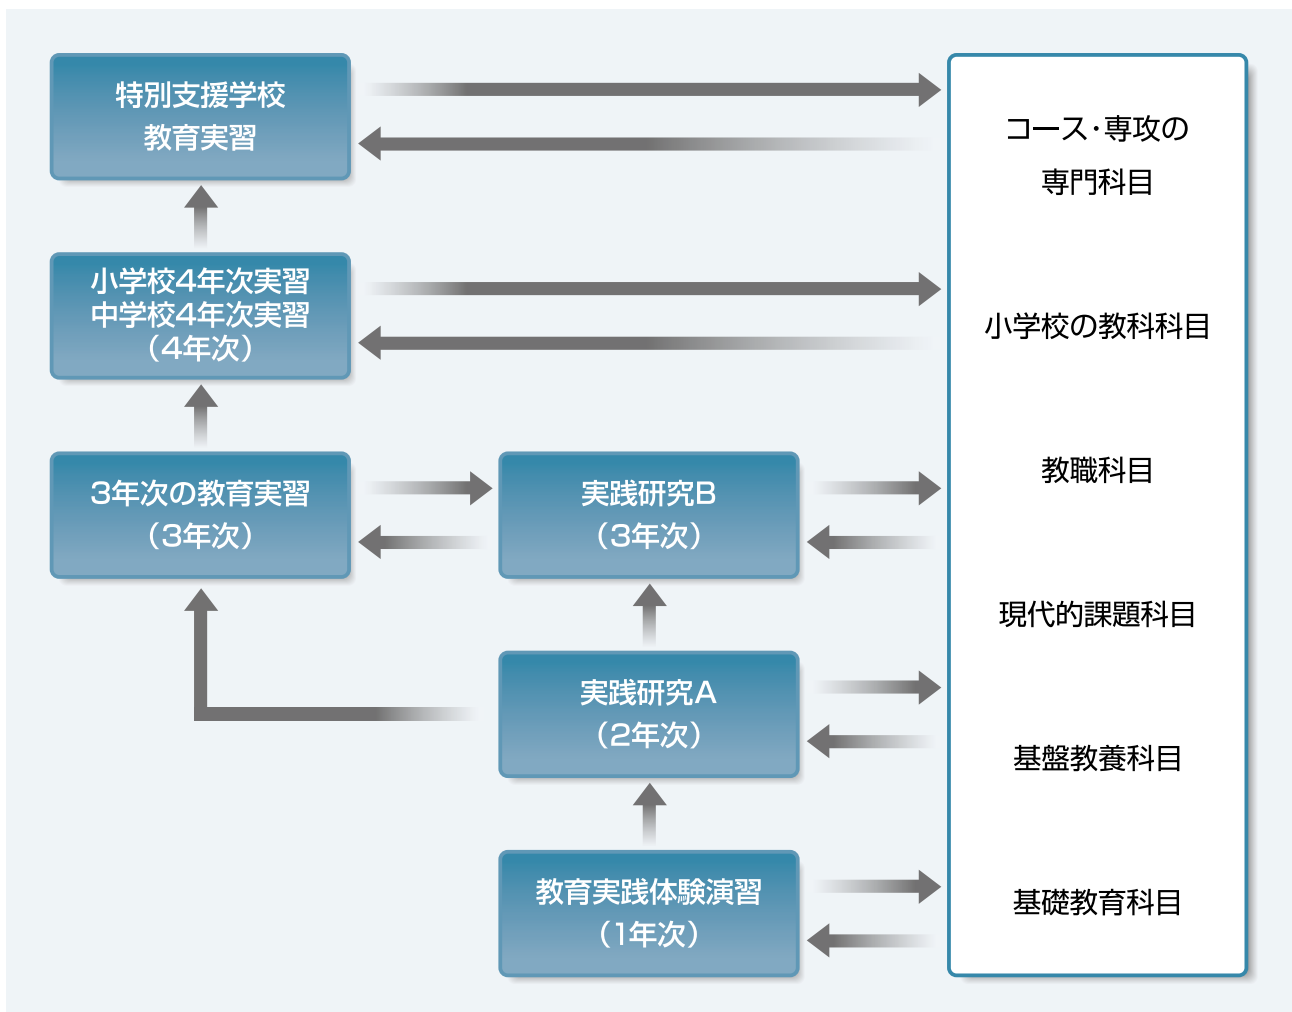 特別支援学校
教育実習
小学校4年次実習
中学校4年次実習
（4年次）
3年次の教育実習
（3年次）
実践研究B
（3年次）
実践研究A
（2年次）
教育実践体験演習
（1年次）
コース・専攻の
専門科目
小学校の教科科目
教職科目
現代的課題科目
基盤教養科目
基礎教育科目